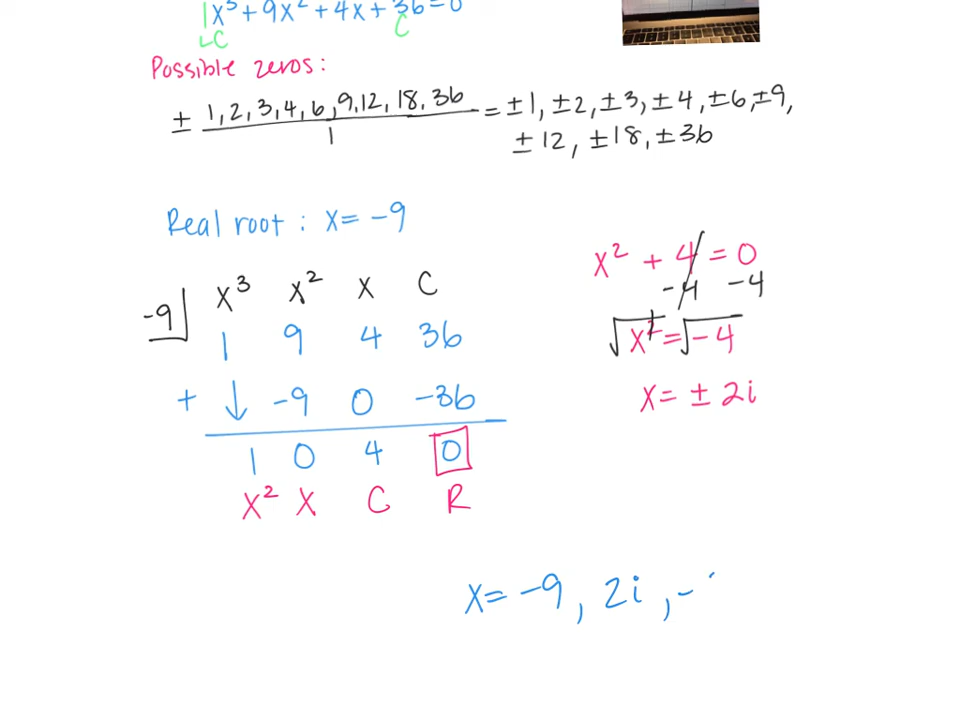 1x³ + 9x² + 4x + 36 = 0
LC C
Possible zeros:
± 1, 2, 3, 4, 6, 9, 12, 18, 36 / 1 = ±1, ±2, ±3, ±4, ±6, ±9,
±12, ±18, ±36
Real root: x = -9
x² + 4 = 0
-4 -4
√x² = √-4
x = ± 2i
x³ x² x C
-9 1 9 4 36
+ ↓ -9 0 -36
1 0 4 0
x² x C R
x = -9, 2i, -